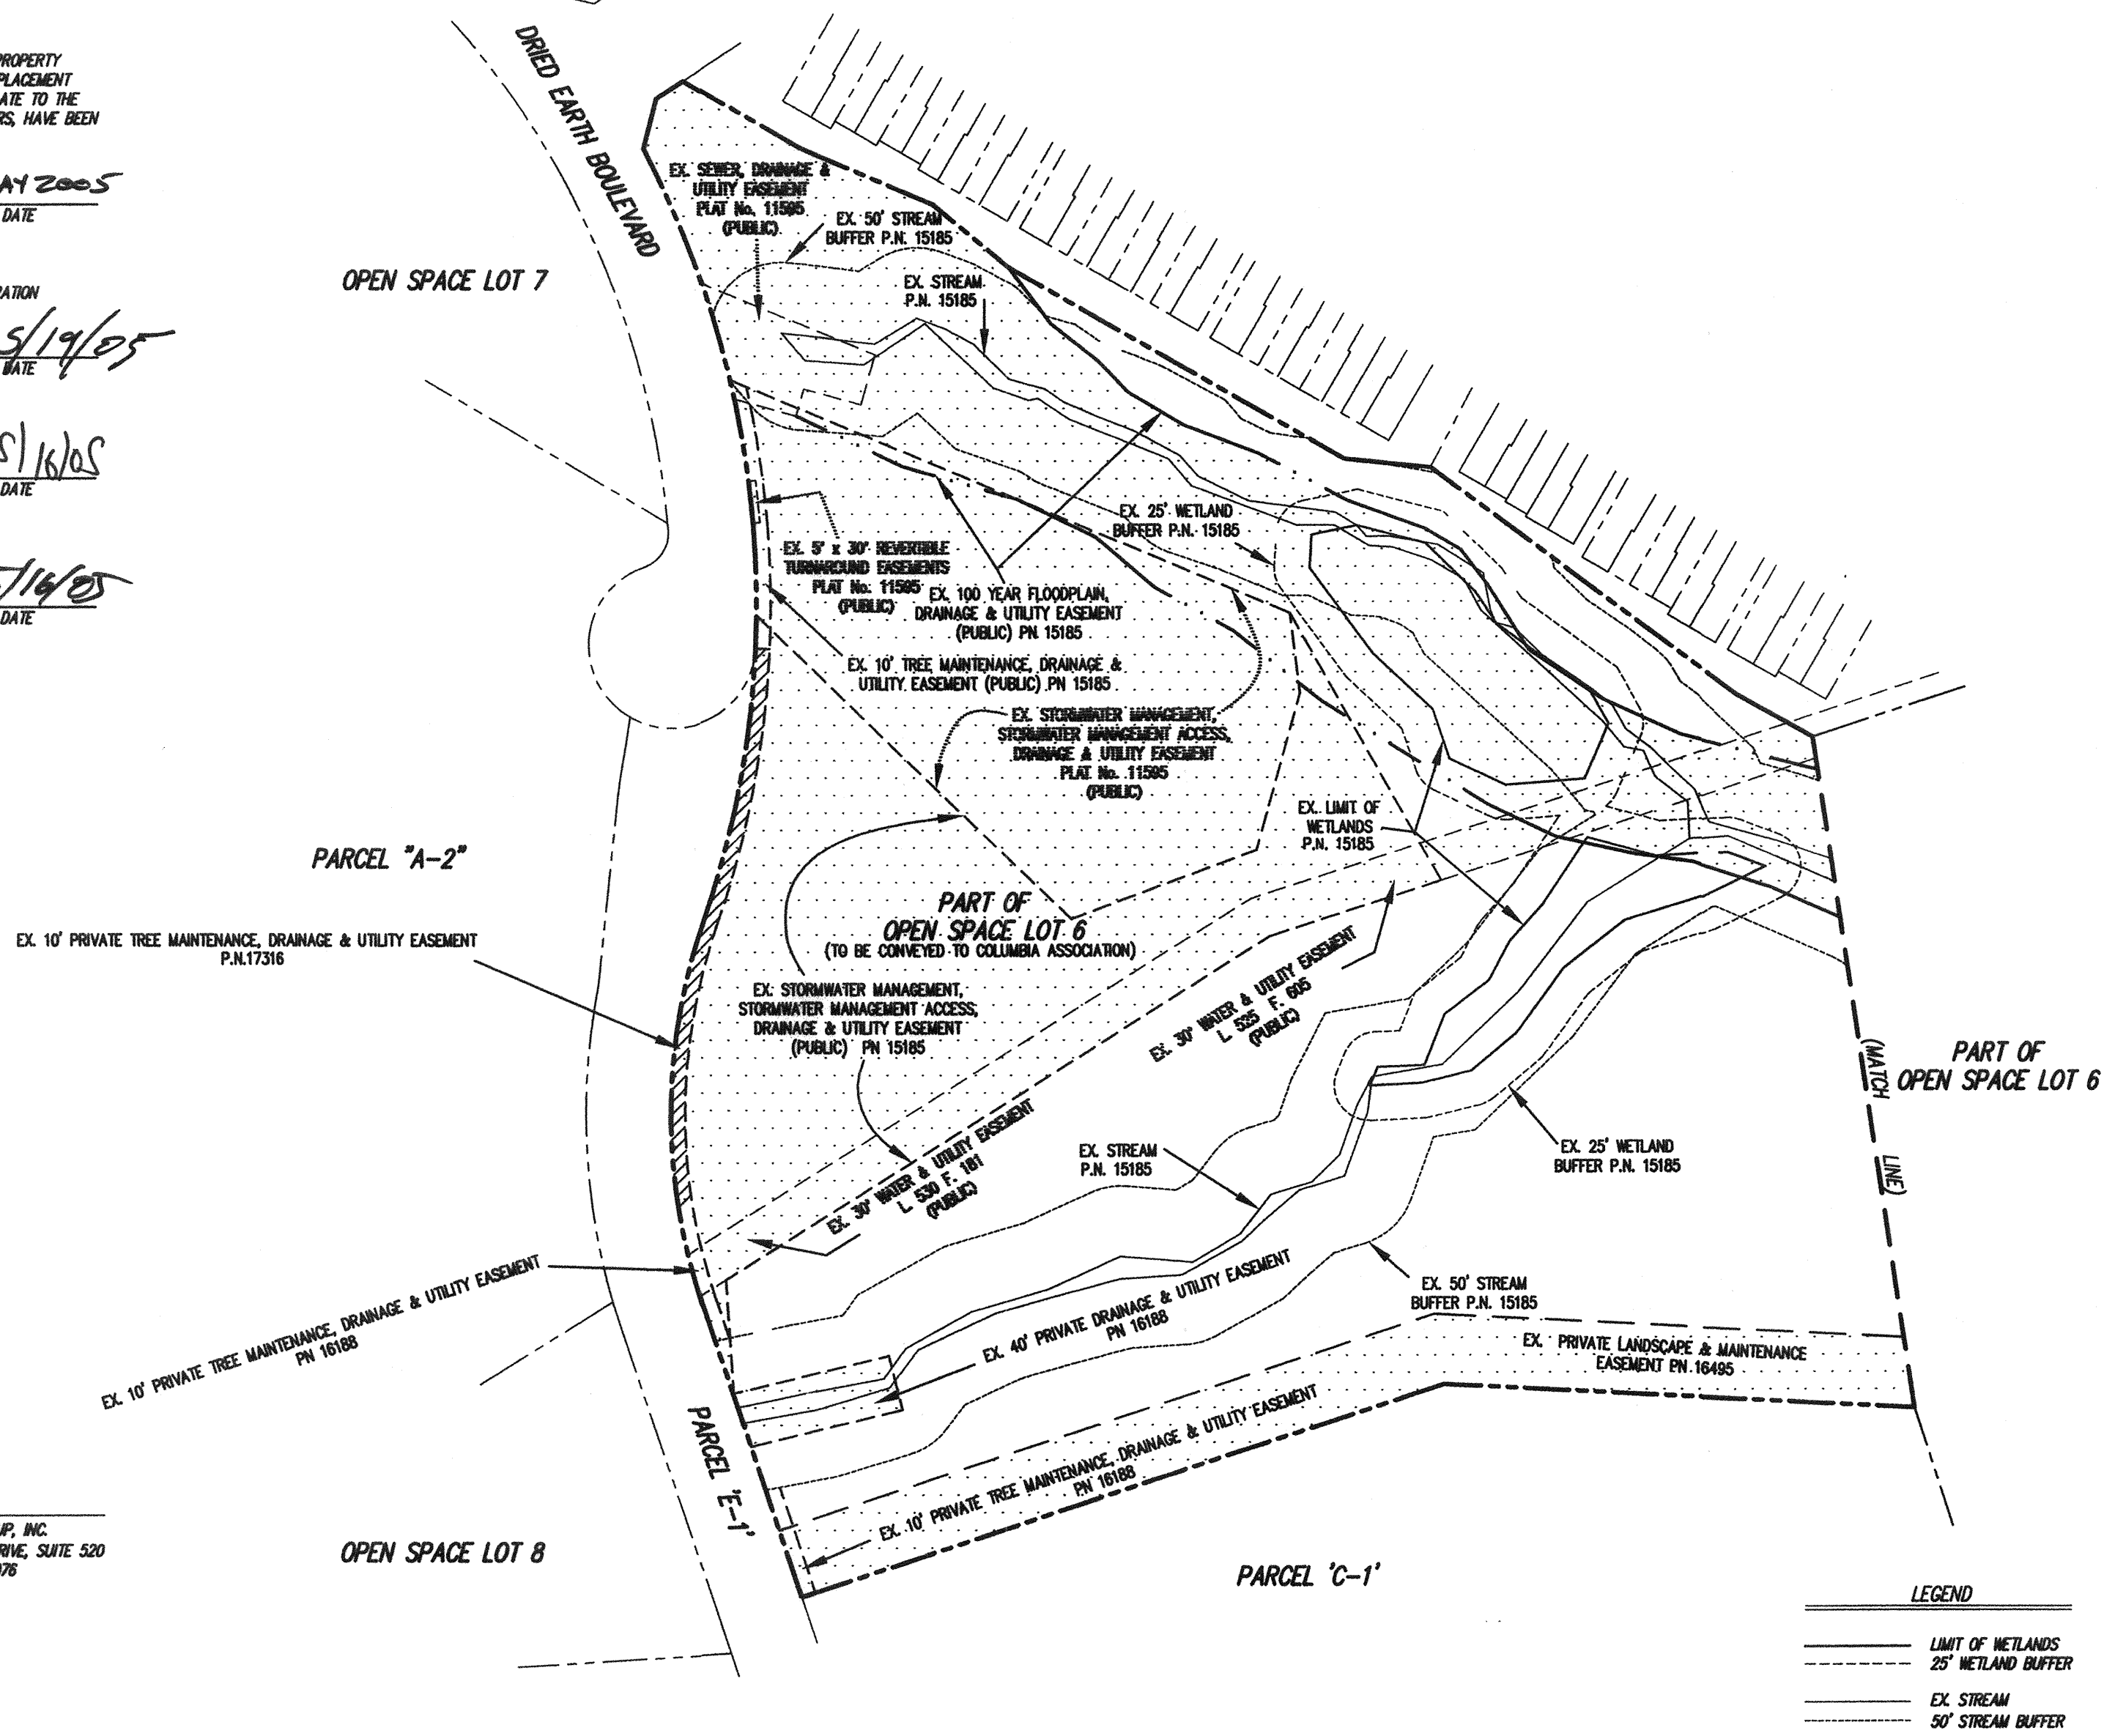 PROPERTY
PLACEMENT
ATE TO THE
RS, HAVE BEEN
AY 2005
DATE
RATION
5/19/05
DATE
5/16/05
DATE
5/16/05
DATE
UP, INC.
RIVE, SUITE 520
076
DRIED EARTH BOULEVARD
OPEN SPACE LOT 7
EX. SEWER, DRAINAGE &
UTILITY EASEMENT
PLAT No. 11595
(PUBLIC)
EX. 50' STREAM
BUFFER P.N. 15185
EX. STREAM
P.N. 15185
EX. 25' WETLAND
BUFFER P.N. 15185
EX. 5' x 30' REVERTIBLE
TURNAROUND EASEMENTS
PLAT No. 11595
(PUBLIC)
EX. 100 YEAR FLOODPLAIN,
DRAINAGE & UTILITY EASEMENT
(PUBLIC) PN 15185
EX. 10' TREE MAINTENANCE, DRAINAGE &
UTILITY EASEMENT (PUBLIC) PN 15185
EX. STORMWATER MANAGEMENT,
STORMWATER MANAGEMENT ACCESS,
DRAINAGE & UTILITY EASEMENT
PLAT No. 11595
(PUBLIC)
EX. LIMIT OF
WETLANDS
P.N. 15185
PARCEL "A-2"
EX. 10' PRIVATE TREE MAINTENANCE, DRAINAGE & UTILITY EASEMENT
P.N.17316
PART OF
OPEN SPACE LOT 6
(TO BE CONVEYED TO COLUMBIA ASSOCIATION)
EX. STORMWATER MANAGEMENT,
STORMWATER MANAGEMENT ACCESS,
DRAINAGE & UTILITY EASEMENT
(PUBLIC) PN 15185
EX. 30' WATER & UTILITY EASEMENT
L. 525 F. 605
(PUBLIC)
EX. 30' WATER & UTILITY EASEMENT
L. 530 F. 181
(PUBLIC)
(MATCH LINE)
PART OF
OPEN SPACE LOT 6
EX. STREAM
P.N. 15185
EX. 25' WETLAND
BUFFER P.N. 15185
EX. 10' PRIVATE TREE MAINTENANCE, DRAINAGE & UTILITY EASEMENT
PN 16188
EX. 40' PRIVATE DRAINAGE & UTILITY EASEMENT
PN 16188
EX. 50' STREAM
BUFFER P.N. 15185
EX. PRIVATE LANDSCAPE & MAINTENANCE
EASEMENT PN 16495
PARCEL 'E-1'
EX. 10' PRIVATE TREE MAINTENANCE, DRAINAGE & UTILITY EASEMENT
PN 16188
OPEN SPACE LOT 8
PARCEL 'C-1'
LEGEND
LIMIT OF WETLANDS
25' WETLAND BUFFER
EX. STREAM
50' STREAM BUFFER